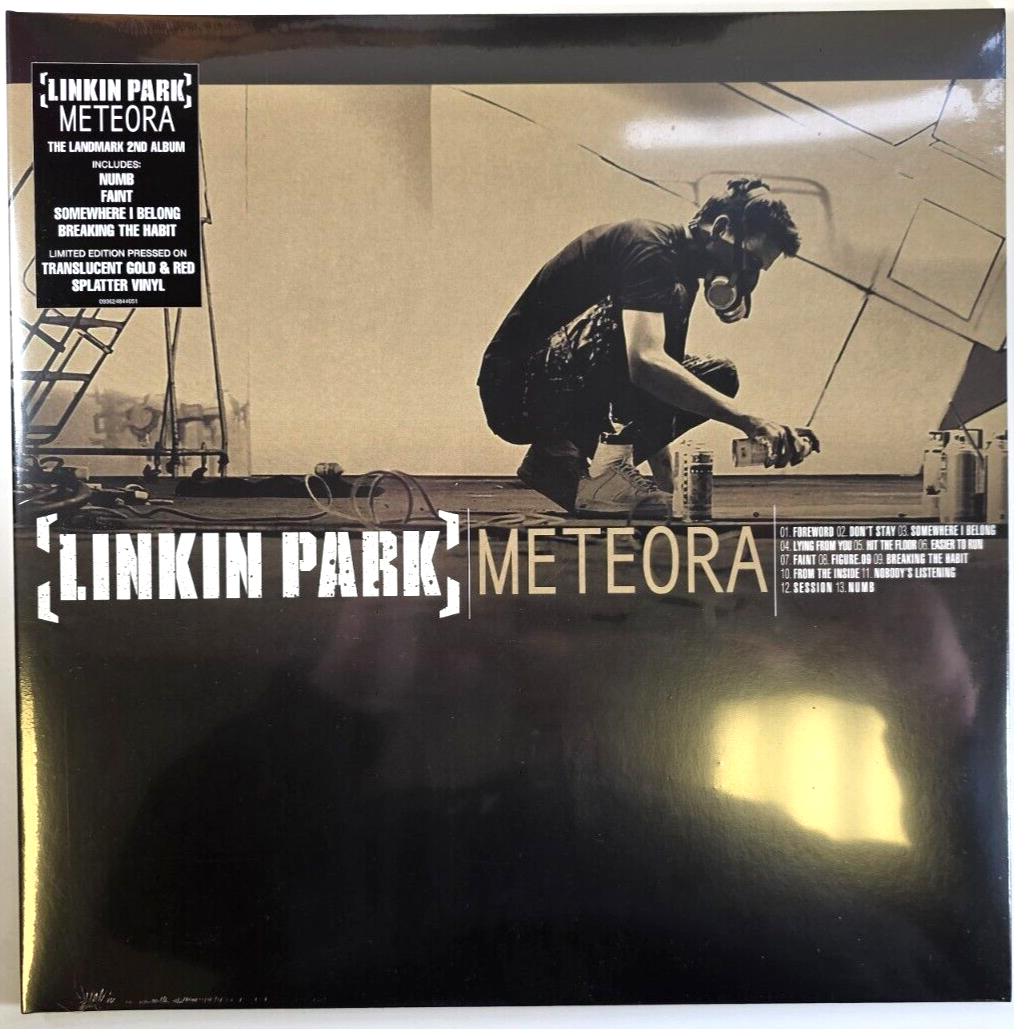 [LINKIN PARK]
METEORA
THE LANDMARK 2ND ALBUM
INCLUDES:
NUMB
FAINT
SOMEWHERE I BELONG
BREAKING THE HABIT
LIMITED EDITION PRESSED ON
TRANSLUCENT GOLD & RED
SPLATTER VINYL
093624844051
[LINKIN PARK]
METEORA
01. FOREWORD 02. DON'T STAY 03. SOMEWHERE I BELONG
04. LYING FROM YOU 05. HIT THE FLOOR 06. EASIER TO RUN
07. FAINT 08. FIGURE.09 09. BREAKING THE HABIT
10. FROM THE INSIDE 11. NOBODY'S LISTENING
12. SESSION 13. NUMB